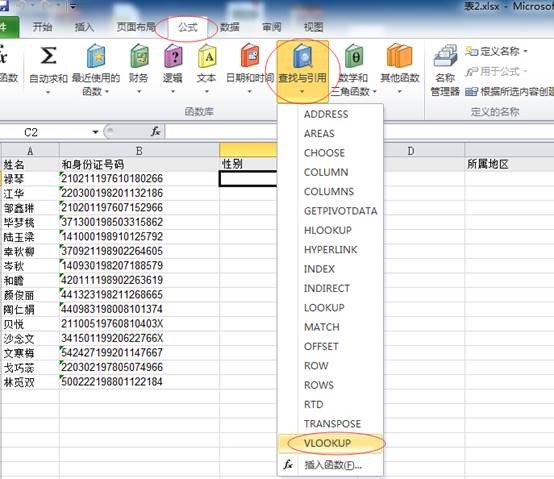 表2.xlsx - Microsoft
件 开始 插入 页面布局 公式 数据 审阅 视图
函数 自动求和 最近使用的函数 财务 逻辑 文本 日期和时间 查找与引用 数学和三角函数 其他函数 名称管理器 定义名称 用于公式 根据所选内容创建
函数库 定义的名称
C2 fx
A B D
姓名 和身份证号码 性别 所属地区
禄琴 210211197610180266
江华 220300198201132186
邹鑫琳 210201197607152966
毕梦桃 371300198503315862
陆玉梁 141000198910125792
幸秋柳 370921198902264605
岑秋 140930198207188579
和瞻 420111198902263619
颜俊丽 441323198211268665
陶仁娟 440983198008101374
贝悦 21100519760810403X
沙念文 34150119920622766X
文寒梅 542427199201147667
戈巧蕊 220302197805074966
林觅双 500222198801122184
ADDRESS
AREAS
CHOOSE
COLUMN
COLUMNS
GETPIVOTDATA
HLOOKUP
HYPERLINK
INDEX
INDIRECT
LOOKUP
MATCH
OFFSET
ROW
ROWS
RTD
TRANSPOSE
VLOOKUP
fx 插入函数(F)...